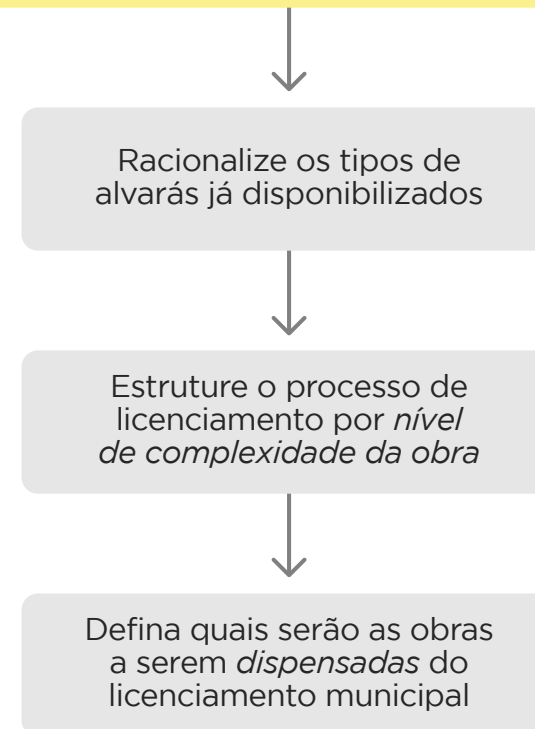 Racionalize os tipos de
alvarás já disponibilizados
Estruture o processo de
licenciamento por nível
de complexidade da obra
Defina quais serão as obras
a serem dispensadas do
licenciamento municipal